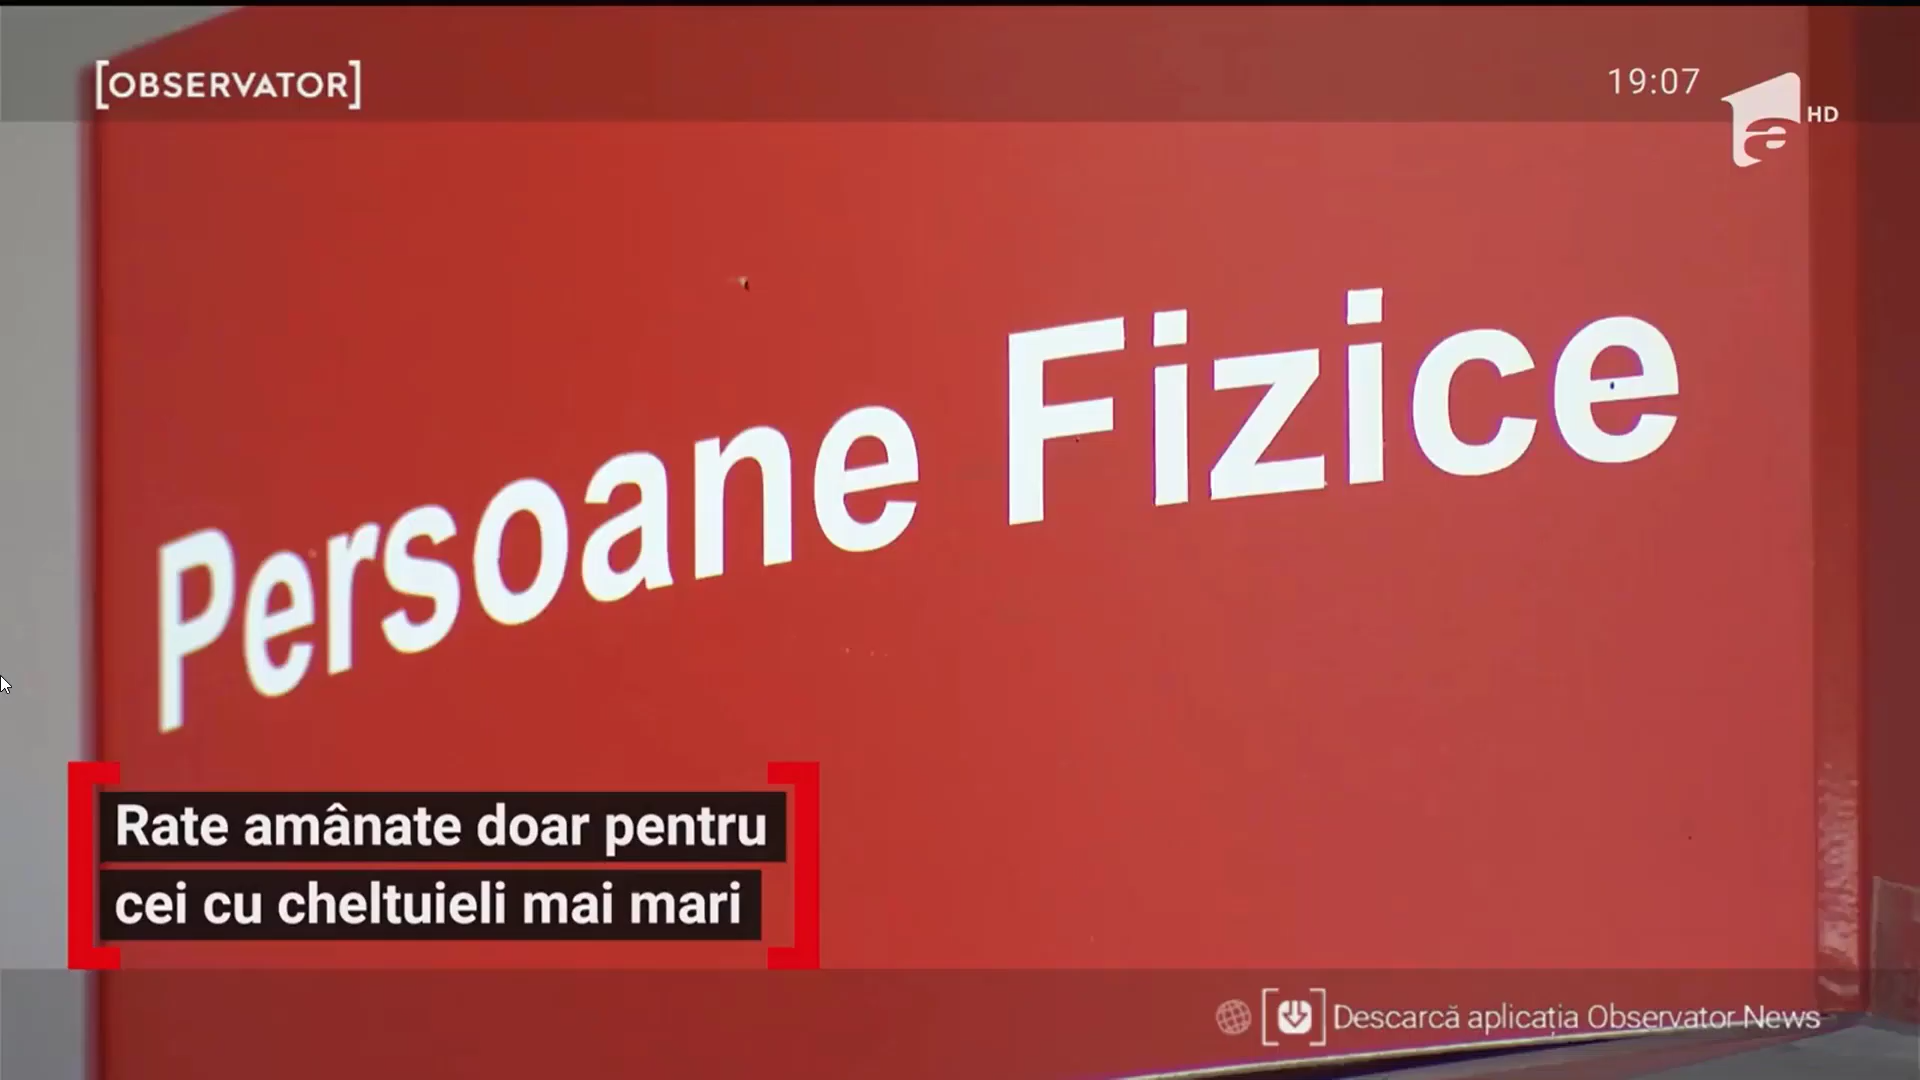 [OBSERVATOR]
19:07
HD
Persoane Fizice
Rate amânate doar pentru
cei cu cheltuieli mai mari
Descarcă aplicația Observator News